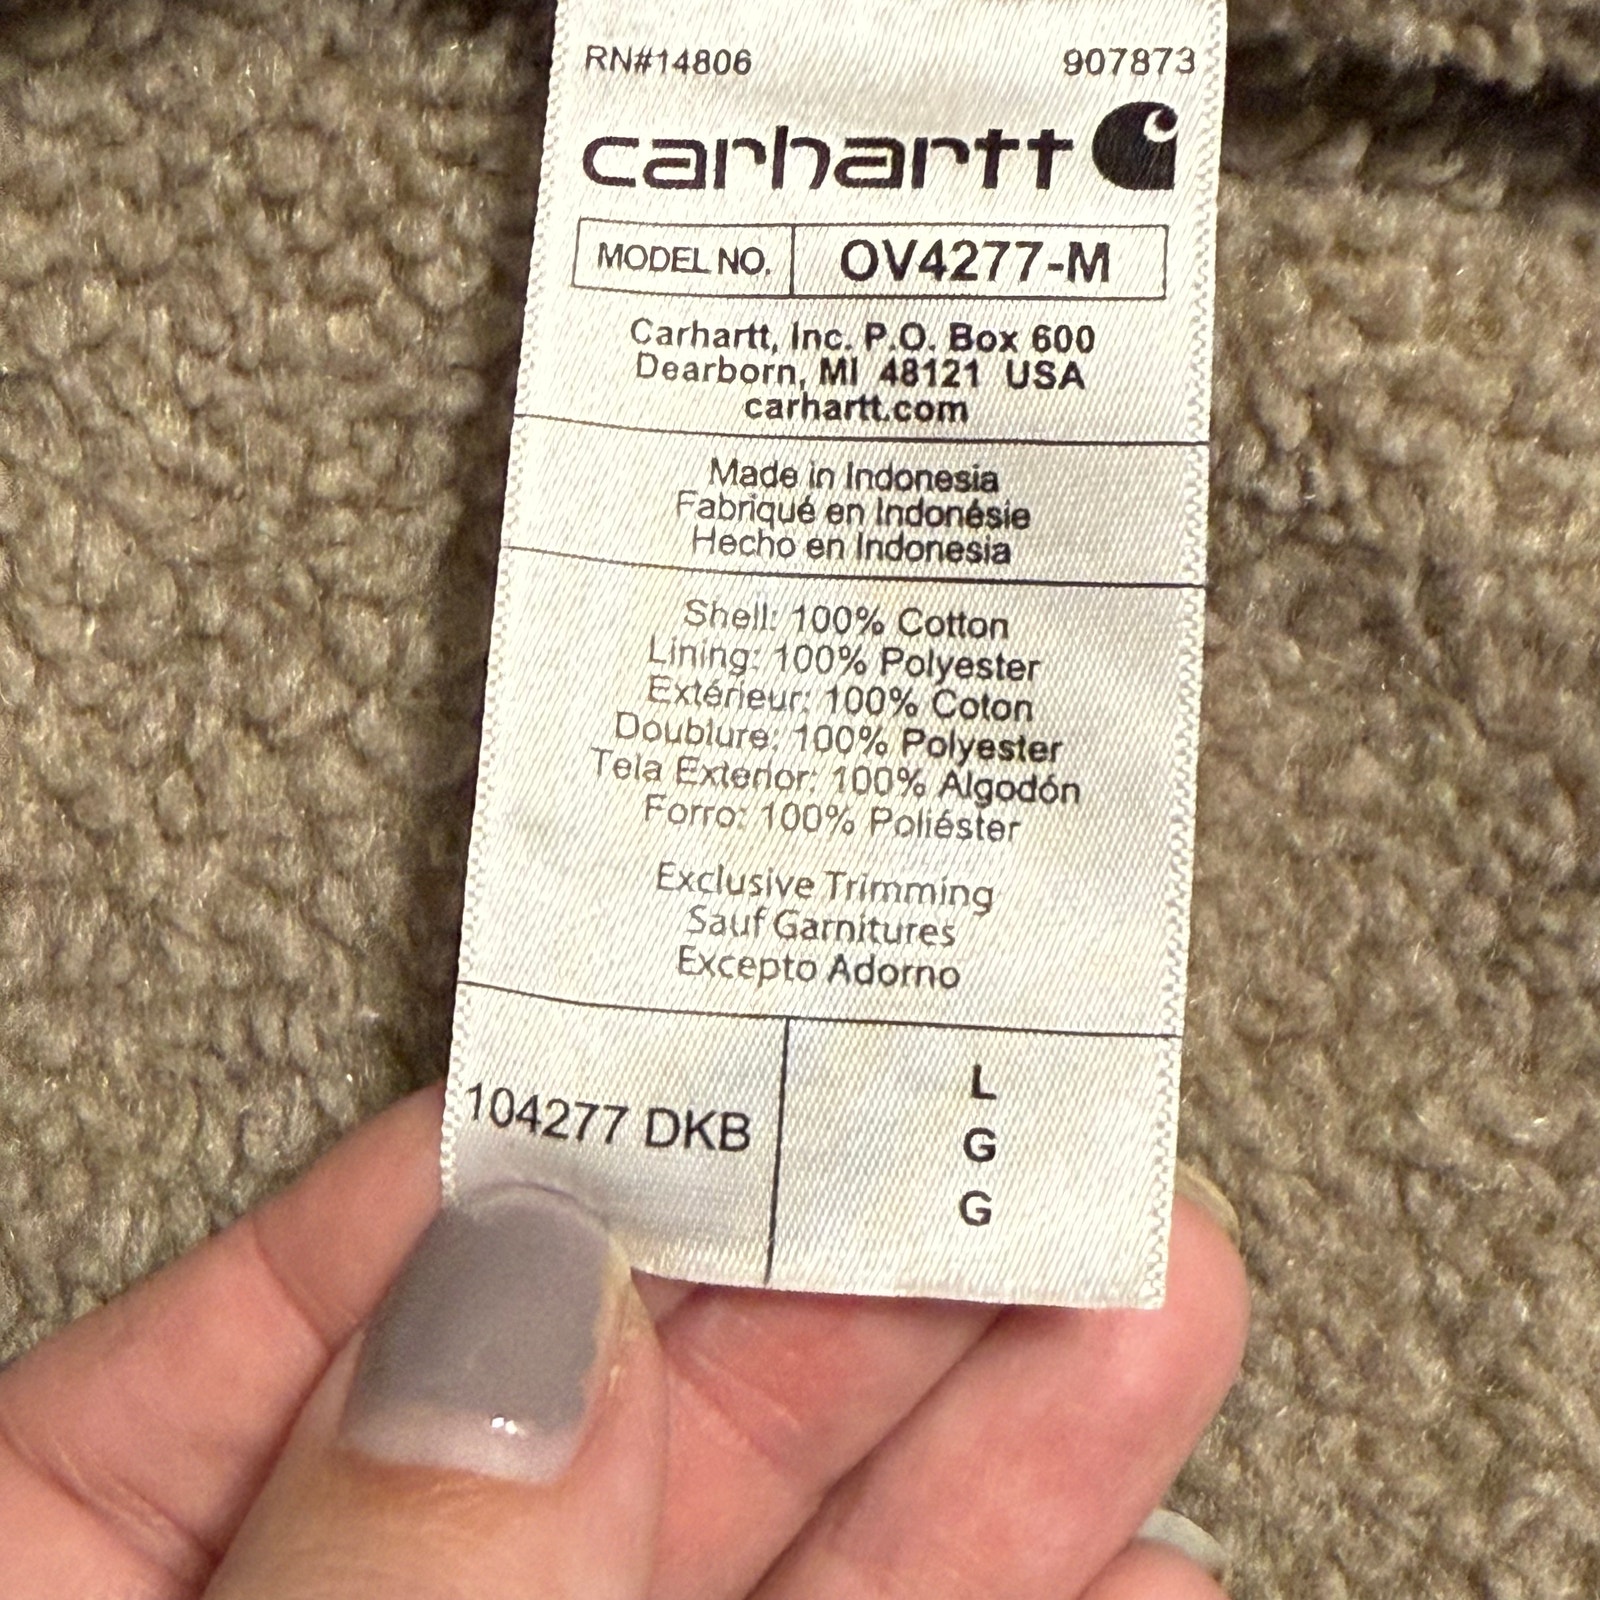 RN#14806 907873
carhartt
MODEL NO. OV4277-M
Carhartt, Inc. P.O. Box 600
Dearborn, MI 48121 USA
carhartt.com
Made in Indonesia
Fabriqué en Indonésie
Hecho en Indonesia
Shell: 100% Cotton
Lining: 100% Polyester
Extérieur: 100% Coton
Doublure: 100% Polyester
Tela Exterior: 100% Algodón
Forro: 100% Poliéster
Exclusive Trimming
Sauf Garnitures
Excepto Adorno
104277 DKB
L
G
G